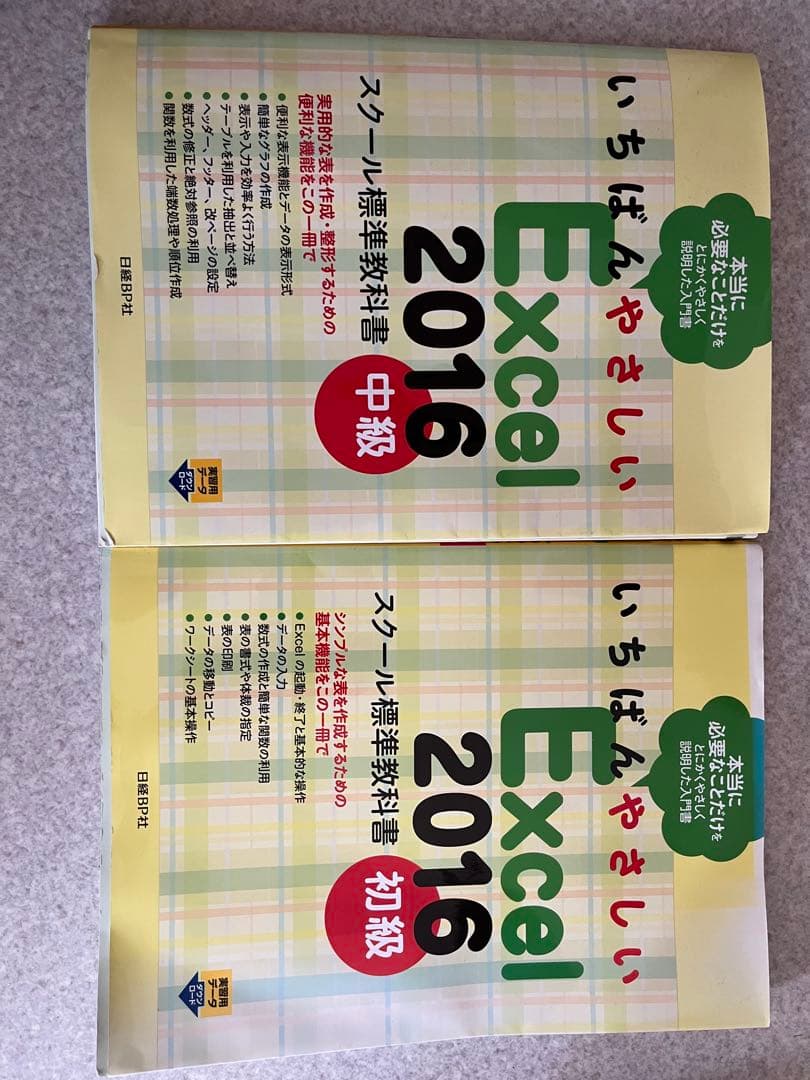 本当に
必要なことだけを
とにかくやさしく
説明した入門書
いちばんやさしい
Excel
2016
中級
スクール標準教科書
実用的な表を作成・整形するための
便利な機能をこの一冊で
●便利な表示機能とデータの表示形式
●簡単なグラフの作成
●表示や入力を効率よく行う方法
●テーブルを利用した抽出と並べ替え
●ヘッダー、フッター、改ページの設定
●数式の修正と絶対参照の利用
●関数を利用した端数処理や順位作成
実習用
データ
ダウン
ロード
日経BP社
本当に
必要なことだけを
とにかくやさしく
説明した入門書
いちばんやさしい
Excel
2016
初級
スクール標準教科書
シンプルな表を作成するための
基本機能をこの一冊で
●Excelの起動・終了と基本的な操作
●データの入力
●数式の作成と簡単な関数の利用
●表の書式や体裁の指定
●表の印刷
●データの移動とコピー
●ワークシートの基本操作
実習用
データ
ダウン
ロード
日経BP社